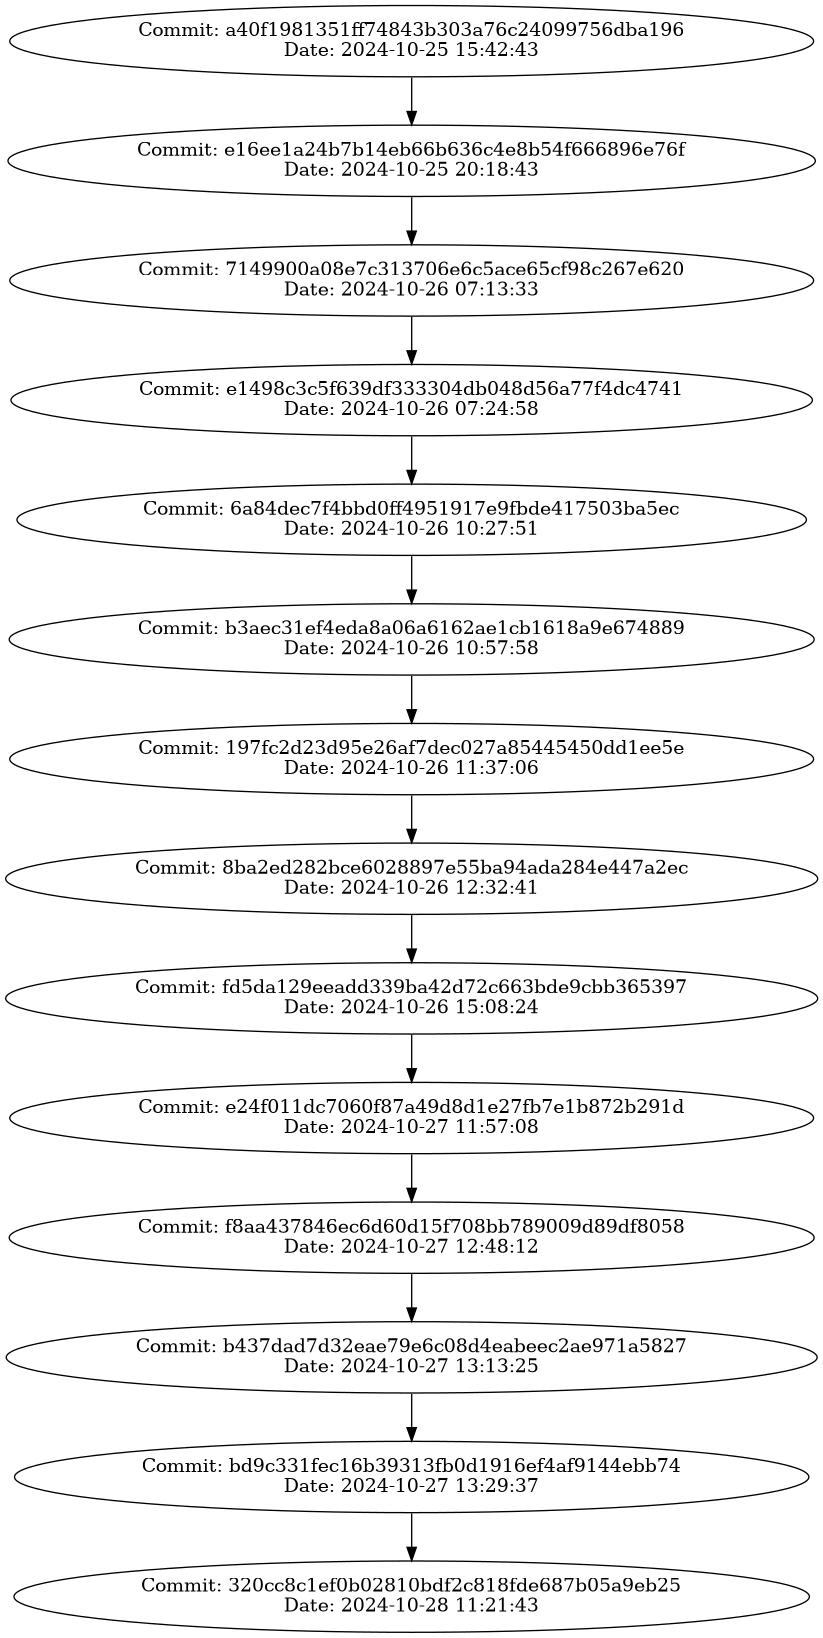 Commit: a40f1981351ff74843b303a76c24099756dba196
Date: 2024-10-25 15:42:43
Commit: e16ee1a24b7b14eb66b636c4e8b54f666896e76f
Date: 2024-10-25 20:18:43
Commit: 7149900a08e7c313706e6c5ace65cf98c267e620
Date: 2024-10-26 07:13:33
Commit: e1498c3c5f639df333304db048d56a77f4dc4741
Date: 2024-10-26 07:24:58
Commit: 6a84dec7f4bbd0ff4951917e9fbde417503ba5ec
Date: 2024-10-26 10:27:51
Commit: b3aec31ef4eda8a06a6162ae1cb1618a9e674889
Date: 2024-10-26 10:57:58
Commit: 197fc2d23d95e26af7dec027a85445450dd1ee5e
Date: 2024-10-26 11:37:06
Commit: 8ba2ed282bce6028897e55ba94ada284e447a2ec
Date: 2024-10-26 12:32:41
Commit: fd5da129eeadd339ba42d72c663bde9cbb365397
Date: 2024-10-26 15:08:24
Commit: e24f011dc7060f87a49d8d1e27fb7e1b872b291d
Date: 2024-10-27 11:57:08
Commit: f8aa437846ec6d60d15f708bb789009d89df8058
Date: 2024-10-27 12:48:12
Commit: b437dad7d32eae79e6c08d4eabeec2ae971a5827
Date: 2024-10-27 13:13:25
Commit: bd9c331fec16b39313fb0d1916ef4af9144ebb74
Date: 2024-10-27 13:29:37
Commit: 320cc8c1ef0b02810bdf2c818fde687b05a9eb25
Date: 2024-10-28 11:21:43